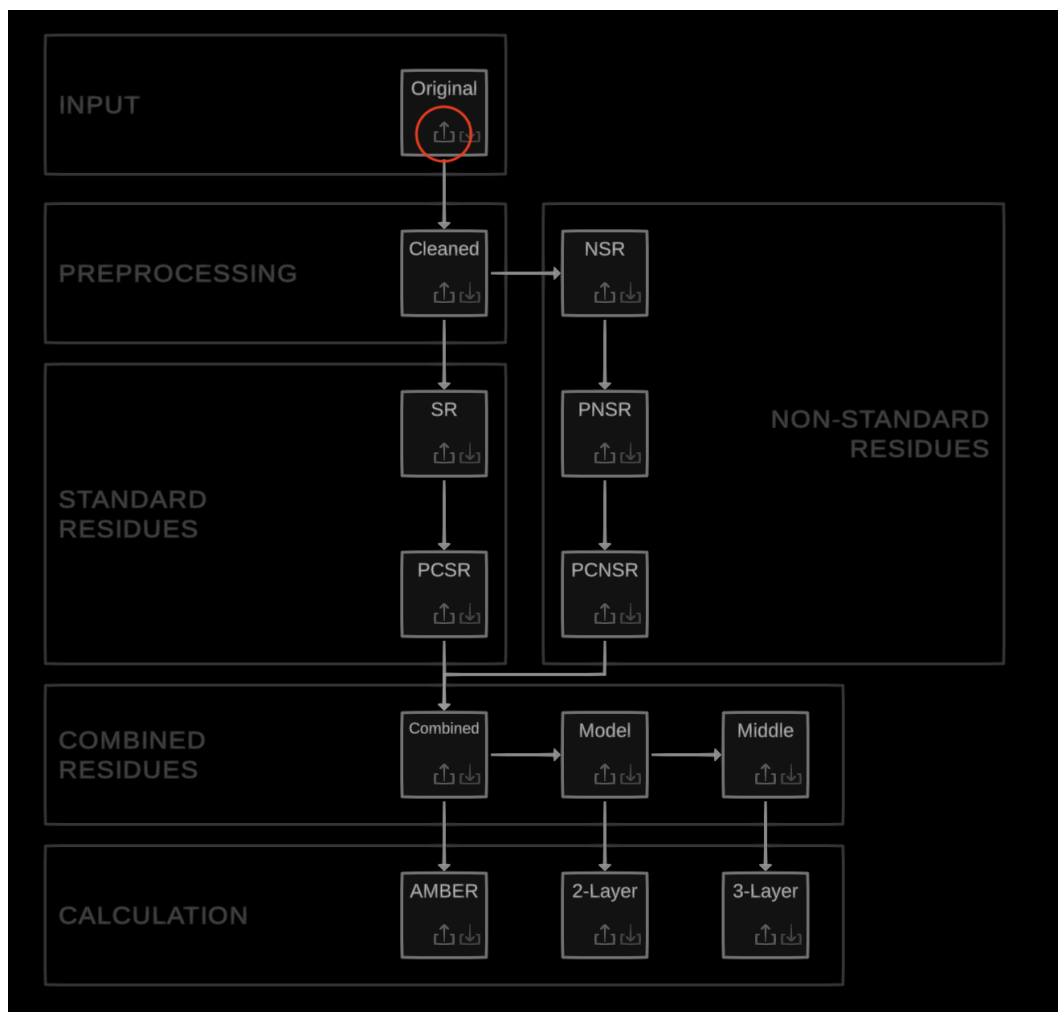 INPUT
Original
PREPROCESSING
Cleaned
NSR
STANDARD
RESIDUES
SR
PCSR
PNSR
PCNSR
NON-STANDARD
RESIDUES
COMBINED
RESIDUES
Combined
Model
Middle
CALCULATION
AMBER
2-Layer
3-Layer